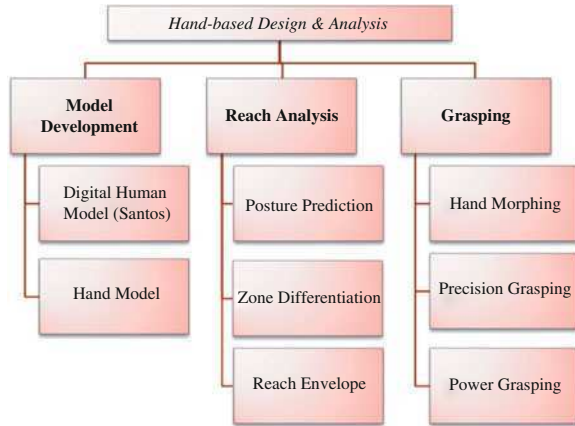 Hand-based Design & Analysis
Model
Development
Digital Human
Model (Santos)
Hand Model
Reach Analysis
Posture Prediction
Zone Differentiation
Reach Envelope
Grasping
Hand Morphing
Precision Grasping
Power Grasping